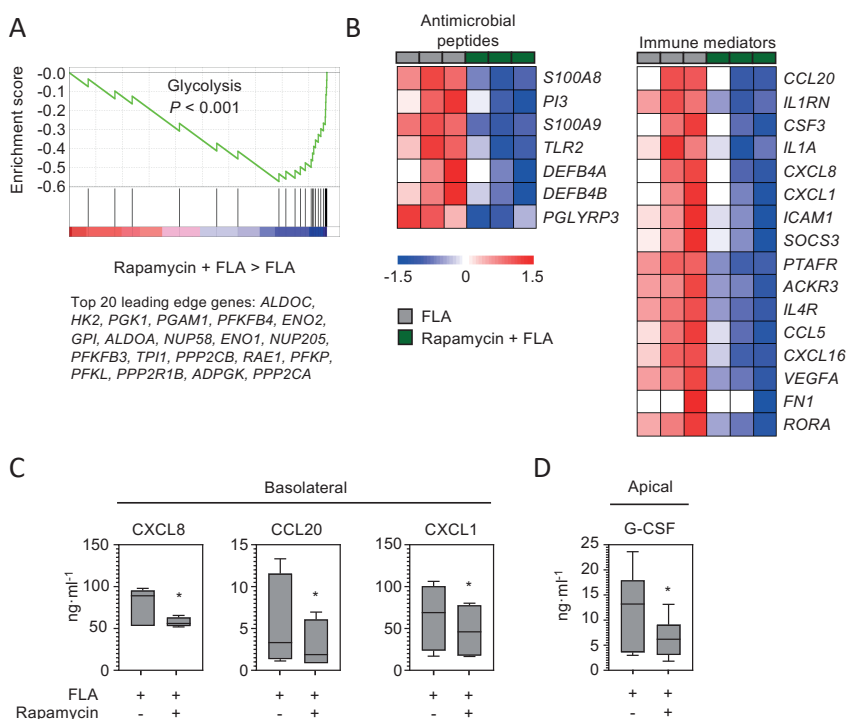 A
Enrichment score
-0.0
-0.1
-0.2
-0.3
-0.4
-0.5
-0.6
Glycolysis
P < 0.001
Rapamycin + FLA > FLA
Top 20 leading edge genes: ALDOC,
HK2, PGK1, PGAM1, PFKFB4, ENO2,
GPI, ALDOA, NUP58, ENO1, NUP205,
PFKFB3, TPI1, PPP2CB, RAE1, PFKP,
PFKL, PPP2R1B, ADPGK, PPP2CA
B
Antimicrobial
peptides
S100A8
PI3
S100A9
TLR2
DEFB4A
DEFB4B
PGLYRP3
-1.5 0 1.5
FLA
Rapamycin + FLA
Immune mediators
CCL20
IL1RN
CSF3
IL1A
CXCL8
CXCL1
ICAM1
SOCS3
PTAFR
ACKR3
IL4R
CCL5
CXCL16
VEGFA
FN1
RORA
C
Basolateral
CXCL8
ng·ml-1
150
100
50
0
*
CCL20
15
10
5
0
*
CXCL1
150
100
50
0
*
FLA + + + + + +
Rapamycin - + - + - +
D
Apical
G-CSF
ng·ml-1
25
20
15
10
5
0
*
+ +
- +